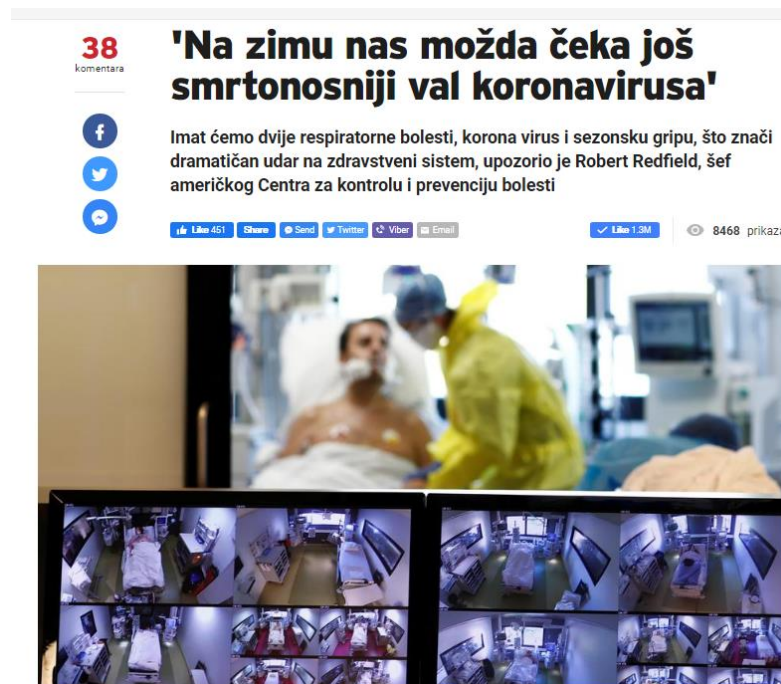 38
komentara
'Na zimu nas možda čeka još
smrtonosniji val koronavirusa'
Imat ćemo dvije respiratorne bolesti, korona virus i sezonsku gripu, što znači
dramatičan udar na zdravstveni sistem, upozorio je Robert Redfield, šef
američkog Centra za kontrolu i prevenciju bolesti
Like 451 Share Send Twitter Viber Email Like 1.3M 8468 prikaza